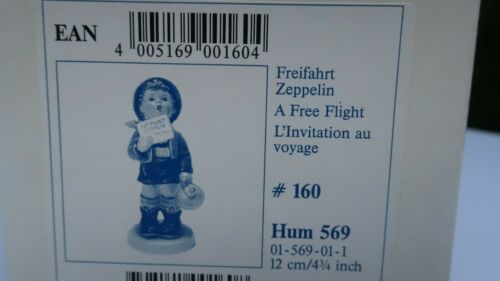 EAN
4 005169 001604
Freifahrt
Zeppelin
A Free Flight
L'Invitation au
voyage
# 160
Hum 569
01-569-01-1
12 cm/4¾ inch